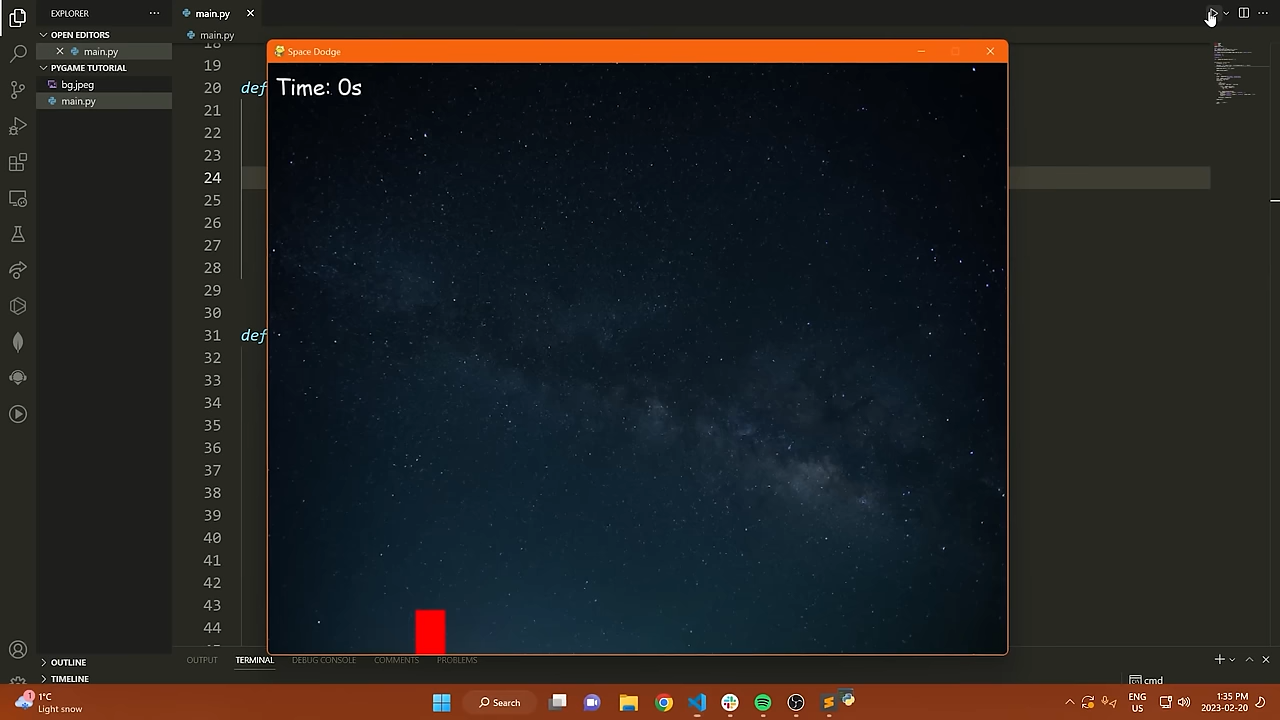 EXPLORER
main.py
OPEN EDITORS
main.py
main.py
PYGAME TUTORIAL
bg.jpeg
main.py
Space Dodge
Time: 0s
18
19
20 def
21
22
23
24
25
26
27
28
29
30
31 def
32
33
34
35
36
37
38
39
40
41
42
43
44
OUTLINE
TIMELINE
OUTPUT TERMINAL DEBUG CONSOLE COMMENTS PROBLEMS
cmd
1
1°C
Light snow
Search
ENG
US
1:35 PM
2023-02-20